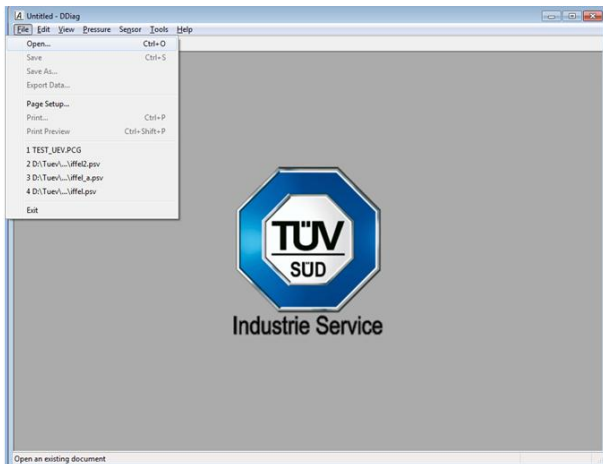 Untitled - DDiag
File Edit View Pressure Sensor Tools Help
Open... Ctrl+O
Save Ctrl+S
Save As...
Export Data...
Page Setup...
Print... Ctrl+P
Print Preview Ctrl+Shift+P
1 TEST_UEV.PCG
2 D:\Tuev\...\iffel2.psv
3 D:\Tuev\...\iffel_a.psv
4 D:\Tuev\...\iffel.psv
Exit
TÜV
SÜD
Industrie Service
Open an existing document